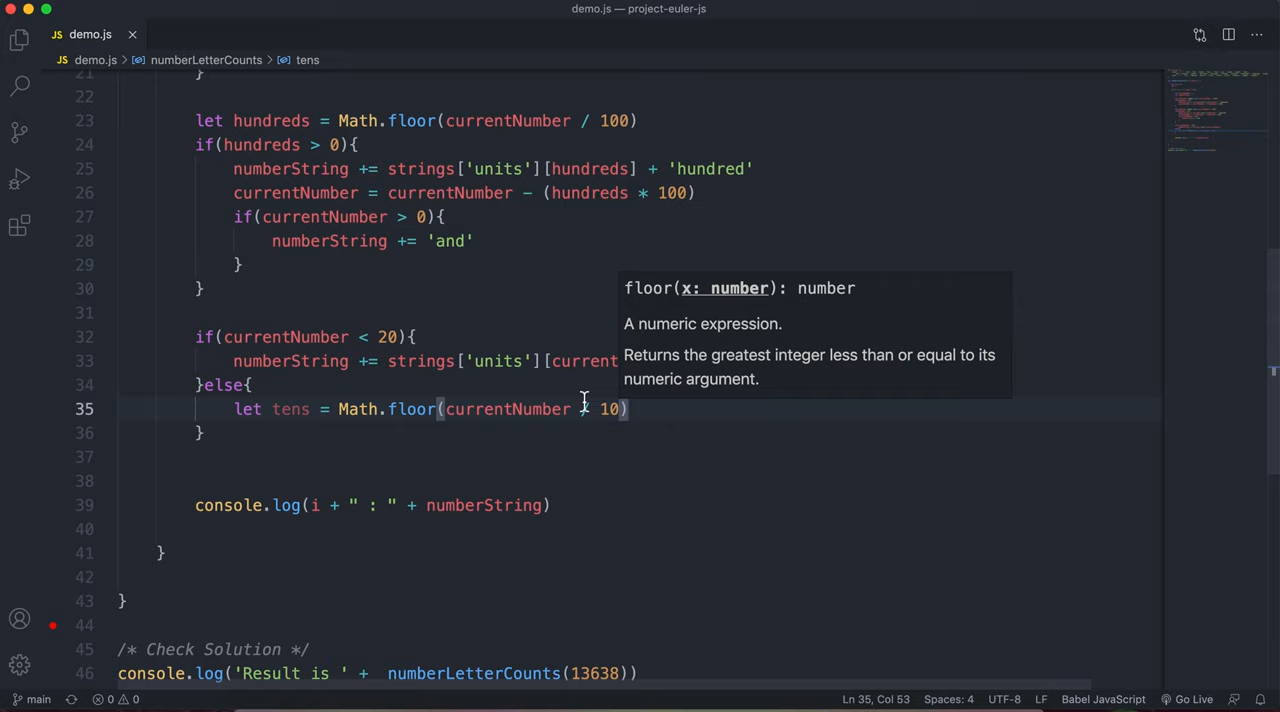 demo.js — project-euler-js
JS demo.js
JS demo.js > numberLetterCounts > tens
21 }
22
23 let hundreds = Math.floor(currentNumber / 100)
24 if(hundreds > 0){
25 numberString += strings['units'][hundreds] + 'hundred'
26 currentNumber = currentNumber - (hundreds * 100)
27 if(currentNumber > 0){
28 numberString += 'and'
29 }
30 }
31
32 if(currentNumber < 20){
33 numberString += strings['units'][current
34 }else{
35 let tens = Math.floor(currentNumber / 10)
36 }
37
38
39 console.log(i + " : " + numberString)
40
41 }
42
43 }
44
45 /* Check Solution */
46 console.log('Result is ' + numberLetterCounts(13638))
floor(x: number): number
A numeric expression.
Returns the greatest integer less than or equal to its
numeric argument.
main 0 0 Ln 35, Col 53 Spaces: 4 UTF-8 LF Babel JavaScript Go Live